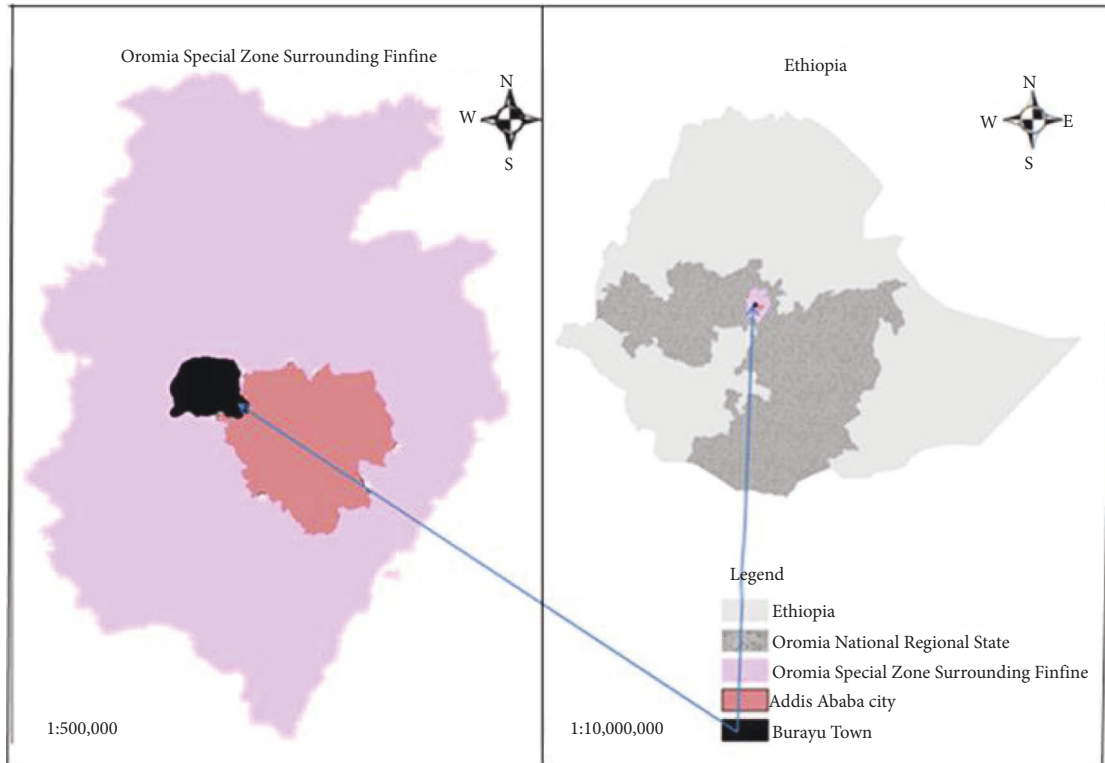 Oromia Special Zone Surrounding Finfine
N
W
S
1:500,000
Ethiopia
N
W E
S
Legend
Ethiopia
Oromia National Regional State
Oromia Special Zone Surrounding Finfine
Addis Ababa city
Burayu Town
1:10,000,000